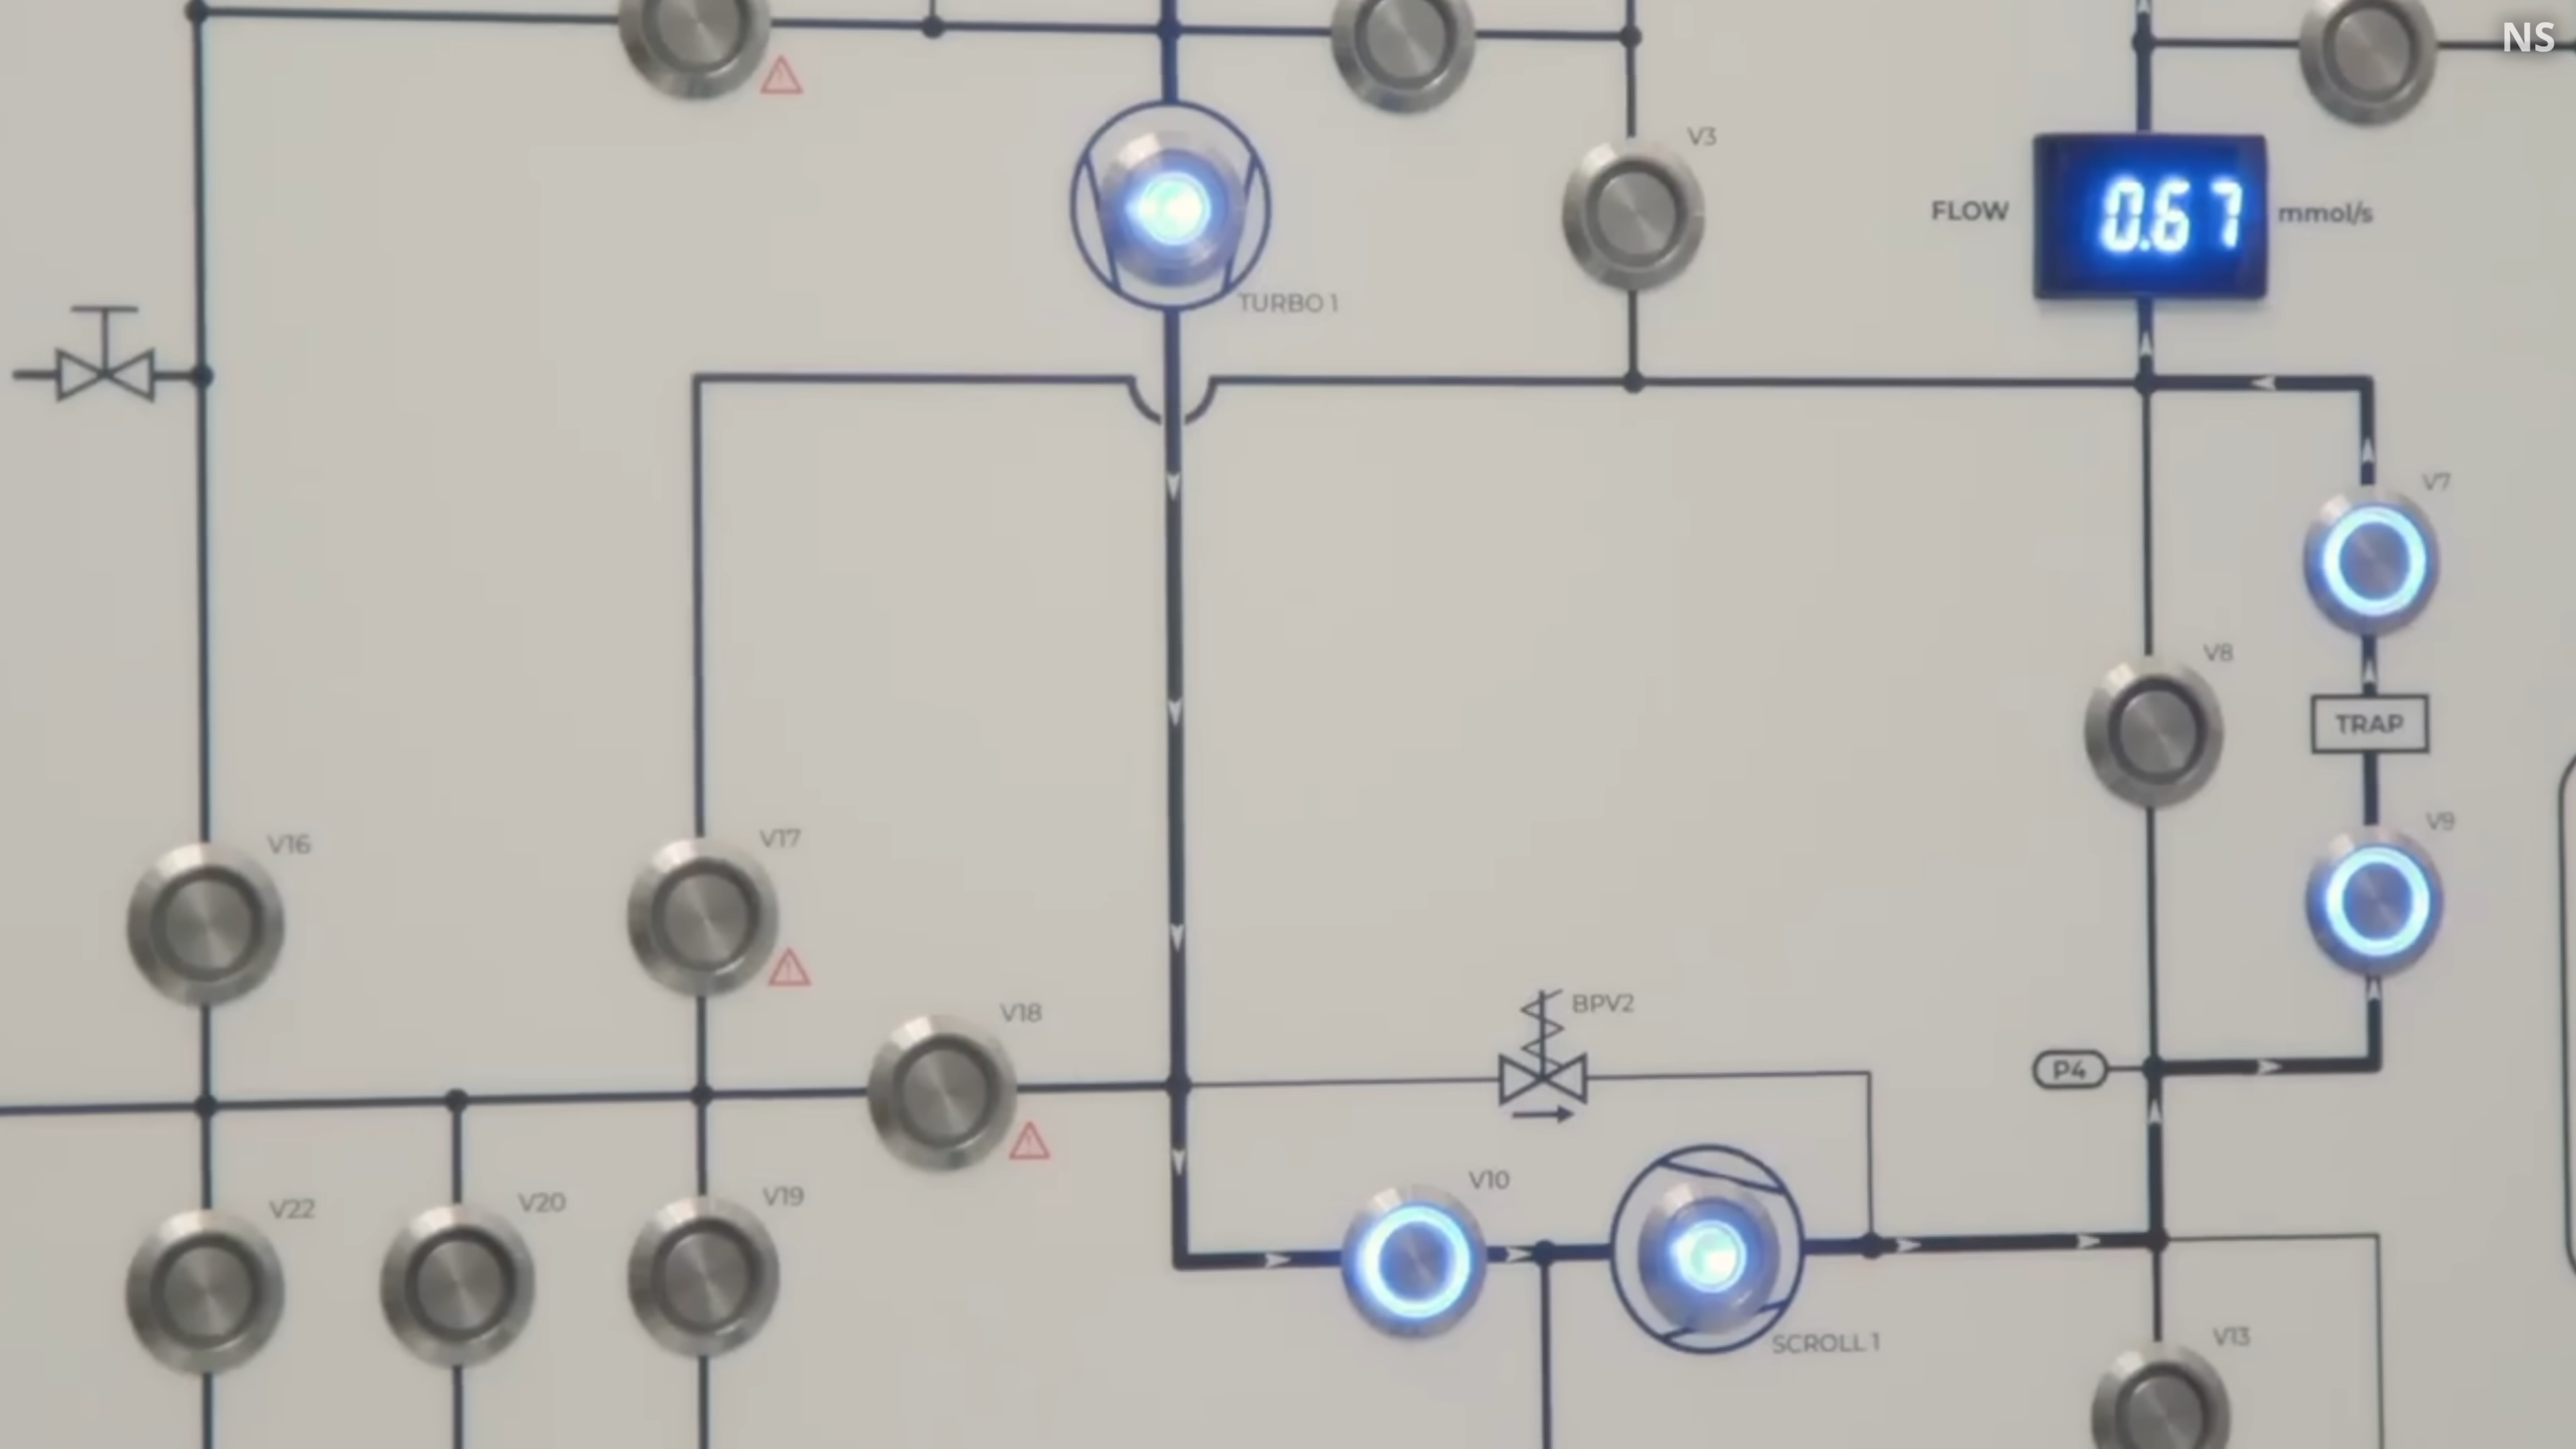 NS
V3
FLOW 0.67 mmol/s
TURBO 1
V7
V8
TRAP
V9
V16
V17
V18
BPV2
P4
V10
V22
V20
V19
SCROLL 1
V13